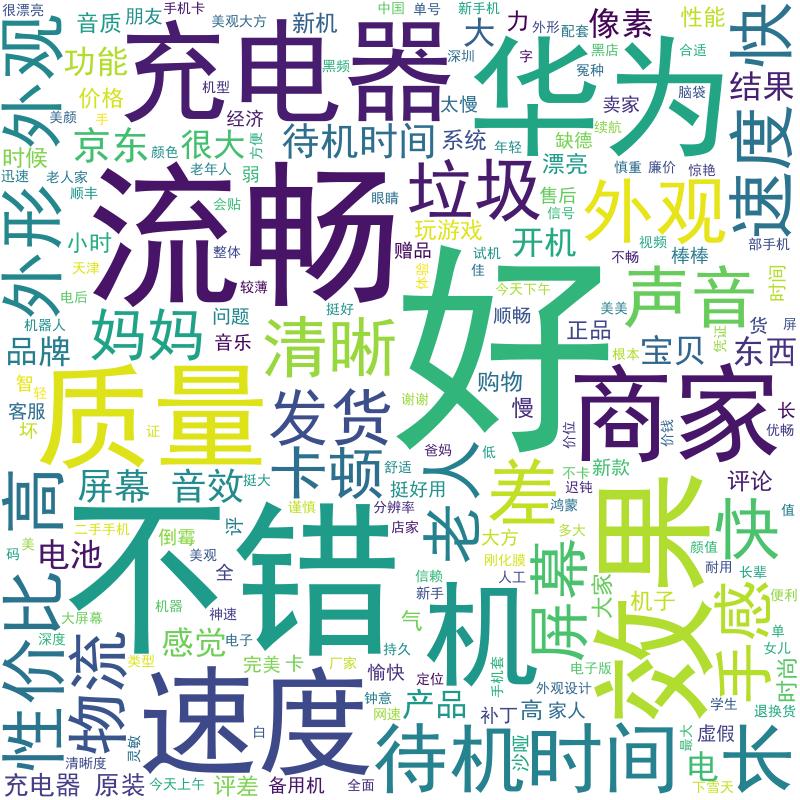 很漂亮
外观
音质
朋友
手机卡
美观大方
新机
充电器
力
大
中国
单号
新手机
外形
配套
像素
性能
快
功能
机型
黑频
深圳
华为
字
黑店
冤种
合适
脑袋
价格
美颜
手
经济
太慢
卖家
结果
京东
很大
方便
待机时间
系统
年轻
缺德
续航
时候
颜色
弱
漂亮
慎重
廉价
惊艳
速度
迅速
老人家
老年人
顺丰
会贴
眼睛
垃圾
售后
信号
外观
外形
流畅
小时
整体
赠品
玩游戏
试机
开机
视频
棒棒
部手机
天津
较薄
体验
佳
不畅
声音
时间
电后
今天下午
好
机器人
妈妈
问题
挺好
顺畅
正品
美美
凭证
货
屏
品牌
音乐
清晰
根本
宝贝
东西
智
轻
质量
购物
客服
谢谢
慢
商家
长
坏
证
发货
价位
价钱
优畅
爸妈
低
卡顿
舒适
老人
差
不卡
新款
高
屏幕
音效
挺大
挺好用
迟钝
评论
谨慎
分辨率
鸿蒙
效果
值
二手手机
倒霉
评
店家
大方
多大
快
码
美
不错
刚化膜
颜值
耐用
电池
美观
全
信赖
人工
屏幕
大家
长辈
性价比
机器
神速
新手
机
机子
手感
便利
大屏幕
物流
感觉
电子
气
单
深度
类型
完美
卡
厂家
持久
电子版
女儿
时尚
愉快
定位
手机套
外观设计
速度
钟意
产品
补丁
高
家人
学生
退换货
灵敏
白
网速
待机时间
沙哑
虚假
最大
长
清晰度
电
充电器
原装
今天上午
评差
备用机
全面
下雪天